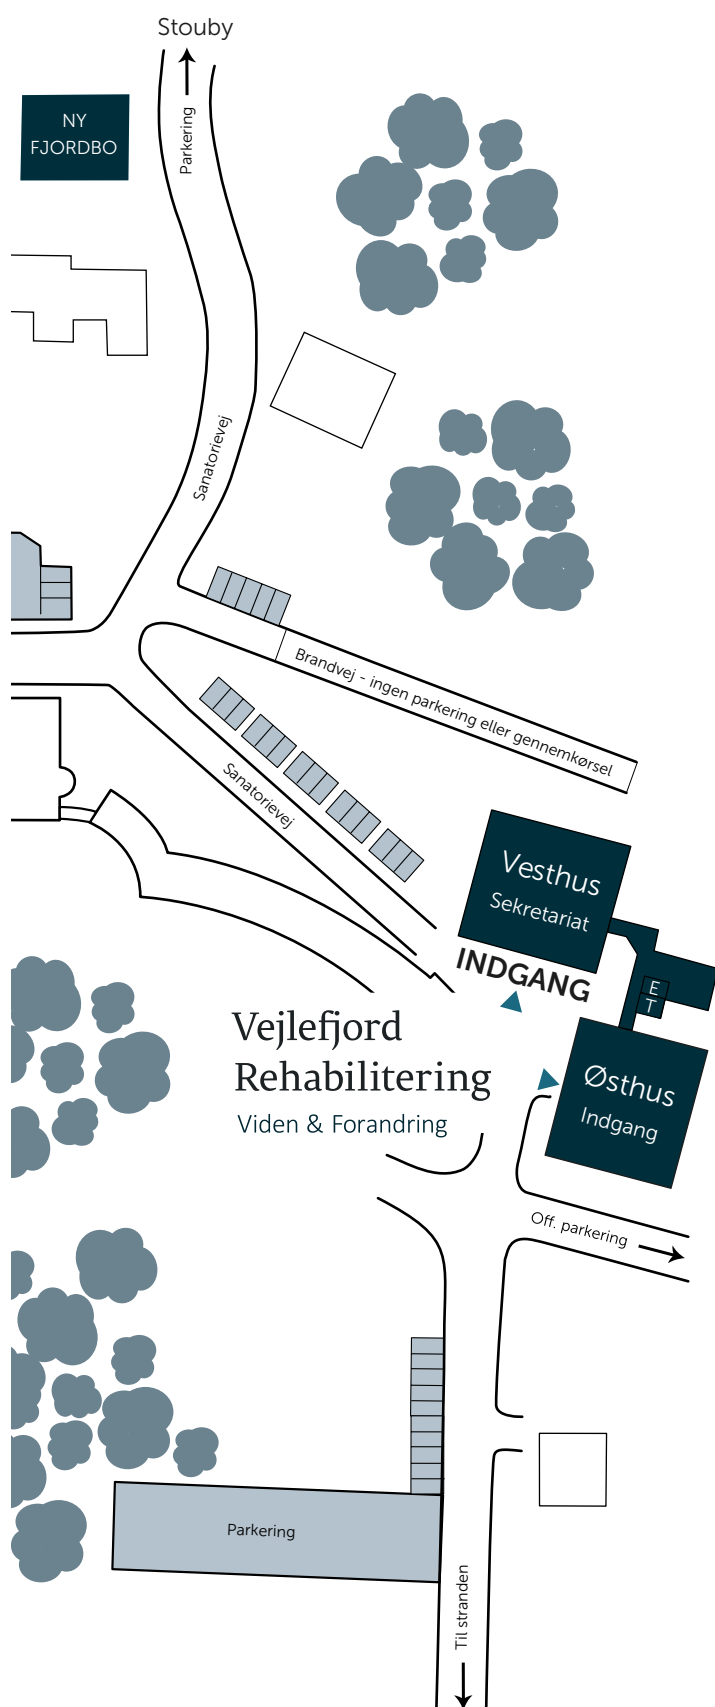 Stouby
Parkering
NY
FJORDBO
Sanatorievej
Brandvej - ingen parkering eller gennemkørsel
Sanatorievej
Vesthus
Sekretariat
INDGANG
E
T
Vejlefjord
Rehabilitering
Viden & Forandring
Østhus
Indgang
Off. parkering
Parkering
Til stranden